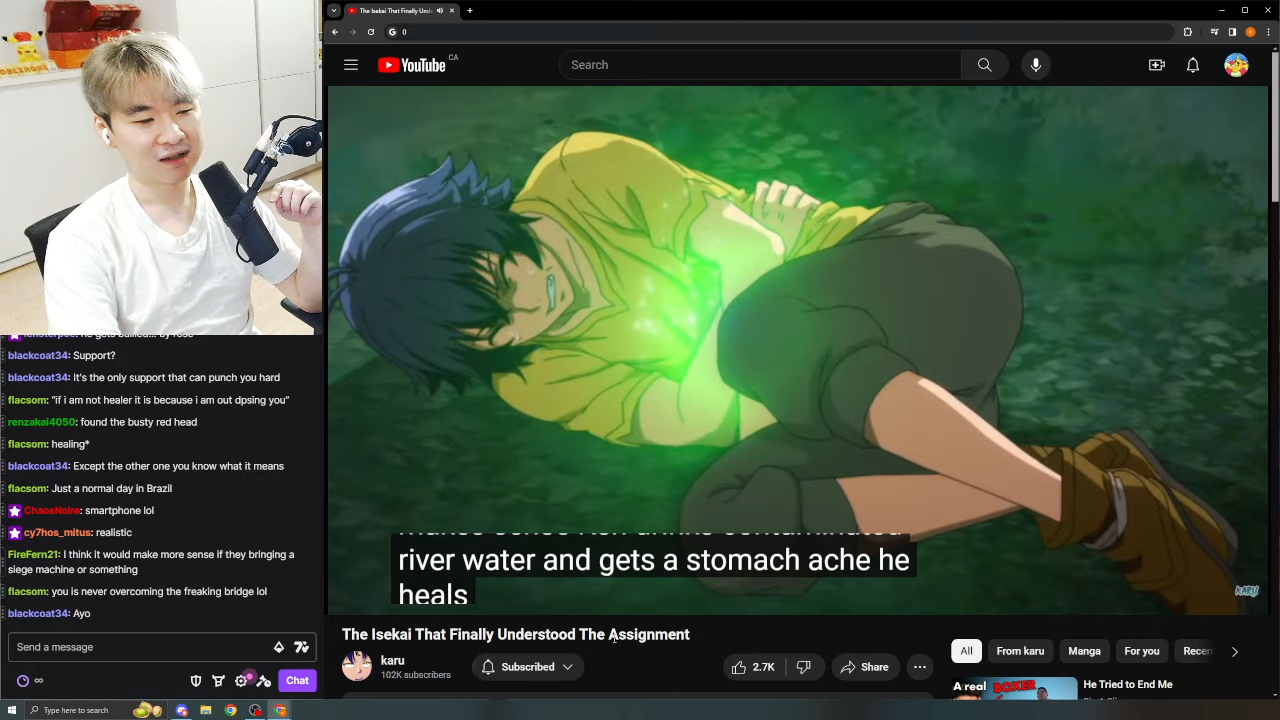 The Isekai That Finally Und
0
YouTube CA
Search
blackcoat34: Support?
blackcoat34: It's the only support that can punch you hard
flacsom: "if i am not healer it is because i am out dpsing you"
renzakai4050: found the busty red head
flacsom: healing*
blackcoat34: Except the other one you know what it means
flacsom: Just a normal day in Brazil
ChaosNoire: smartphone lol
cy7hos_mitus: realistic
FireFern21: I think it would make more sense if they bringing a
siege machine or something
flacsom: you is never overcoming the freaking bridge lol
blackcoat34: Ayo
Send a message
Chat
river water and gets a stomach ache he
heals
KARU
The Isekai That Finally Understood The Assignment
karu
102K subscribers
Subscribed
2.7K
Share
All
From karu
Manga
For you
Recen
A real BOXER
He Tried to End Me
Type here to search